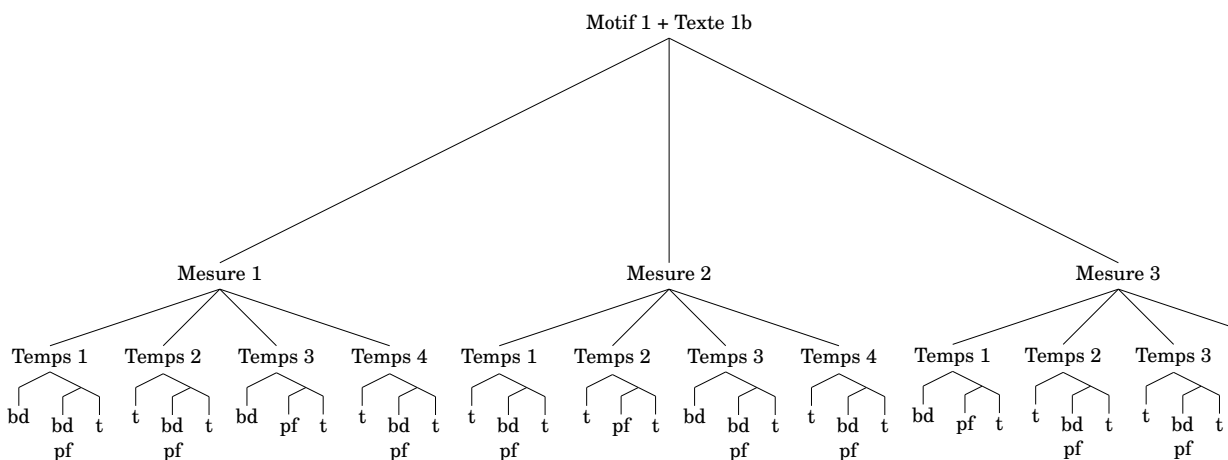 Motif 1 + Texte 1b
Mesure 1 Mesure 2 Mesure 3
Temps 1 Temps 2 Temps 3 Temps 4 Temps 1 Temps 2 Temps 3 Temps 4 Temps 1 Temps 2 Temps 3
bd bd t t bd t bd pf t t bd t t bd t t pf t bd bd t t bd t bd pf t t bd t t bd t
pf pf pf pf pf pf pf pf